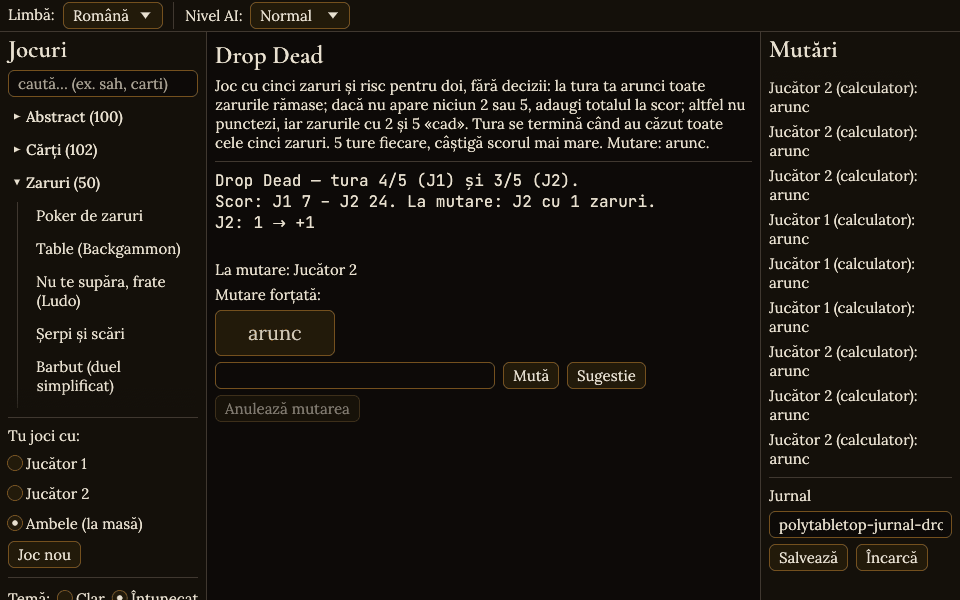 Limbă:
Română
Nivel AI:
Normal
Jocuri
caută... (ex. sah, carti)
Abstract (100)
Cărți (102)
Zaruri (50)
Poker de zaruri
Table (Backgammon)
Nu te supăra, frate
(Ludo)
Șerpi și scări
Barbut (duel
simplificat)
Tu joci cu:
Jucător 1
Jucător 2
Ambele (la masă)
Joc nou
Temă:
Clar
Întunecat
Drop Dead
Joc cu cinci zaruri și risc pentru doi, fără decizii: la tura ta arunci toate
zarurile rămase; dacă nu apare niciun 2 sau 5, adaugi totalul la scor; altfel nu
punctezi, iar zarurile cu 2 și 5 «cad». Tura se termină când au căzut toate
cele cinci zaruri. 5 ture fiecare, câștigă scorul mai mare. Mutare: arunc.
Drop Dead — tura 4/5 (J1) și 3/5 (J2).
Scor: J1 7 – J2 24. La mutare: J2 cu 1 zaruri.
J2: 1 → +1
La mutare: Jucător 2
Mutare forțată:
arunc
Mută
Sugestie
Anulează mutarea
Mutări
Jucător 2 (calculator):
arunc
Jucător 2 (calculator):
arunc
Jucător 2 (calculator):
arunc
Jucător 1 (calculator):
arunc
Jucător 1 (calculator):
arunc
Jucător 1 (calculator):
arunc
Jucător 2 (calculator):
arunc
Jucător 2 (calculator):
arunc
Jucător 2 (calculator):
arunc
Jurnal
polytabletop-jurnal-dro
Salvează
Încarcă